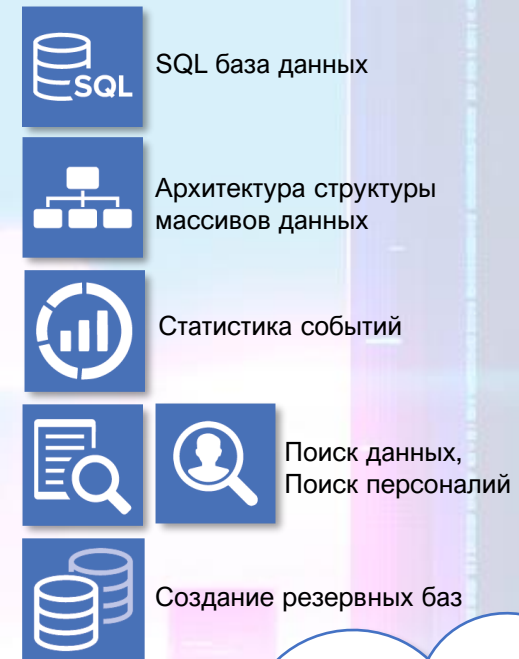 SQL
SQL база данных
Архитектура структуры
массивов данных
Статистика событий
Поиск данных,
Поиск персоналий
Создание резервных баз